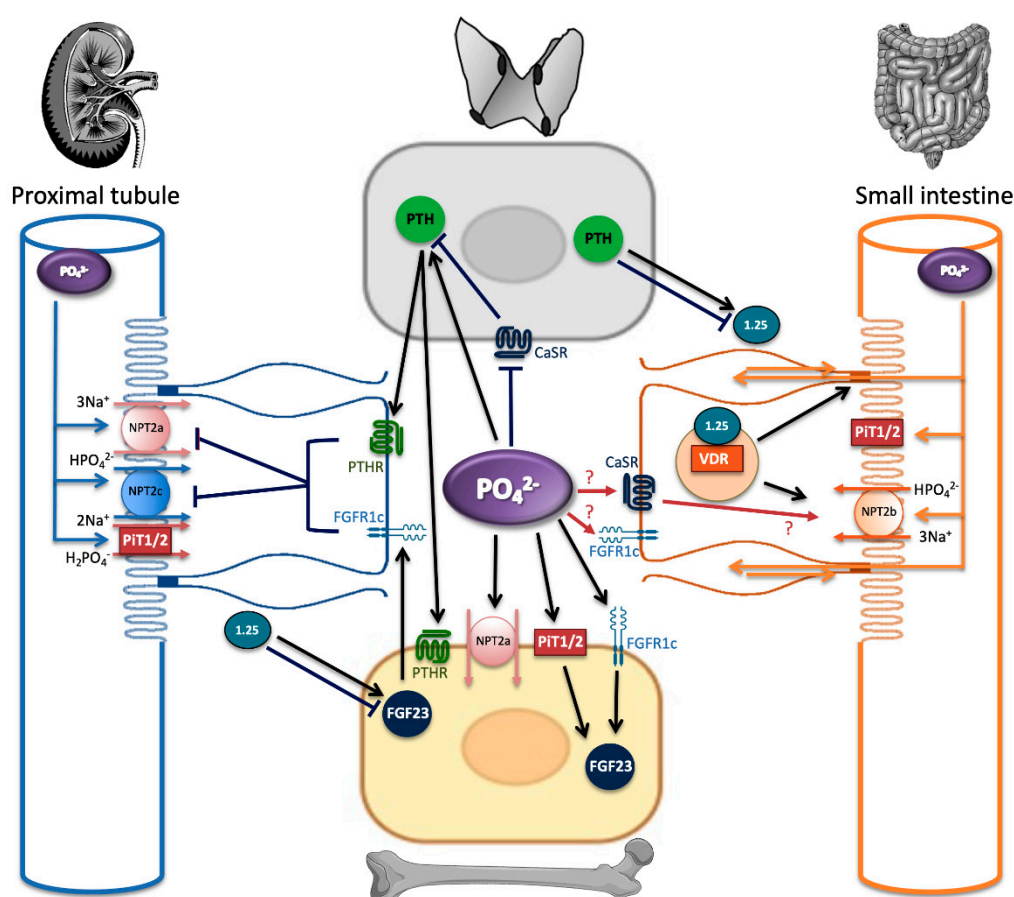 Proximal tubule
Small intestine
PO₄²⁻
PTH
PTH
PO₄²⁻
1.25
CaSR
3Na⁺
NPT2a
HPO₄²⁻
NPT2c
2Na⁺
PiT1/2
H₂PO₄⁻
PTHR
FGFR1c
PO₄²⁻
?
?
CaSR
FGFR1c
1.25
VDR
?
PiT1/2
HPO₄²⁻
NPT2b
3Na⁺
1.25
PTHR
NPT2a
PiT1/2
FGFR1c
FGF23
FGF23